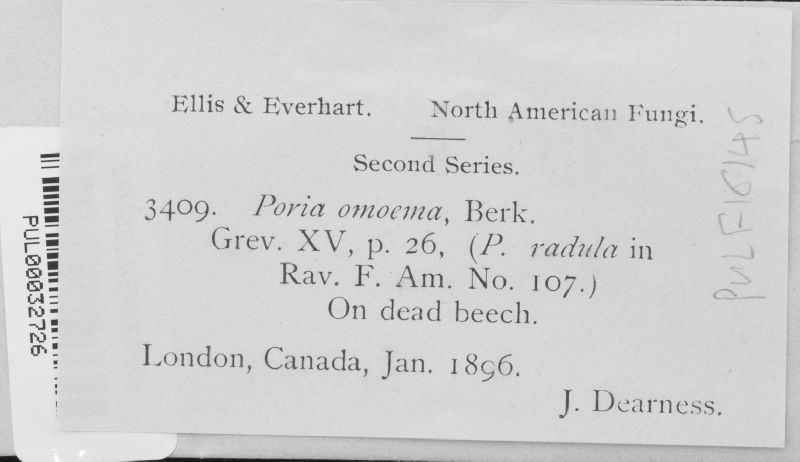 Ellis & Everhart. North American Fungi.
Second Series.
3409. Poria omoema, Berk.
Grev. XV, p. 26, (P. radula in
Rav. F. Am. No. 107.)
On dead beech.
London, Canada, Jan. 1896.
J. Dearness.
PUL00032726
PUL F18145